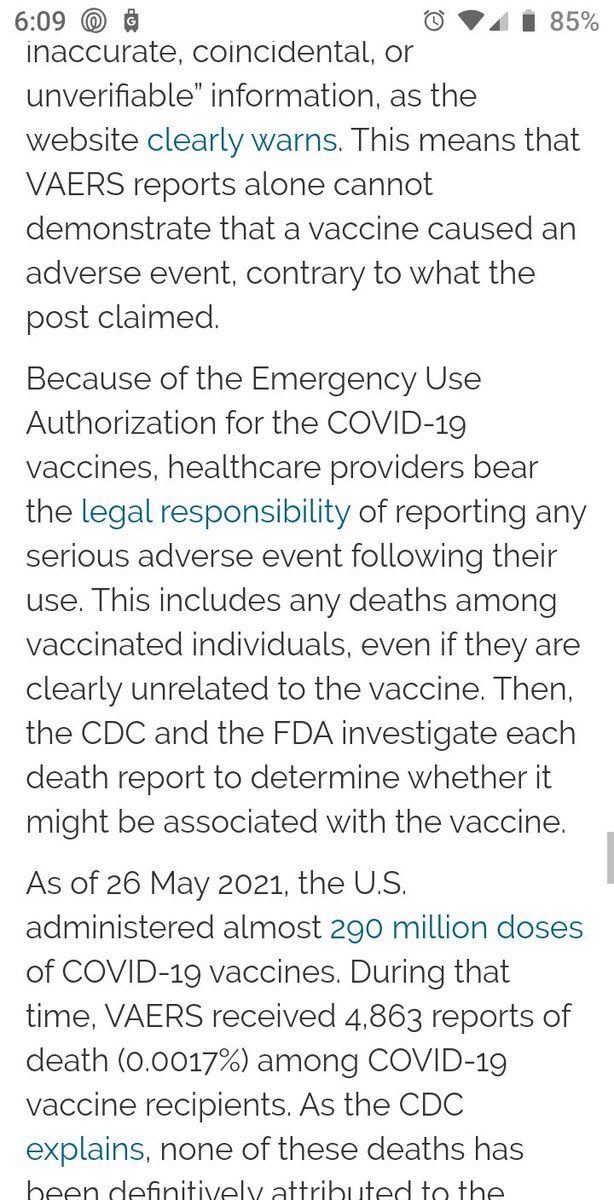 6:09
85%
inaccurate, coincidental, or
unverifiable” information, as the
website clearly warns. This means that
VAERS reports alone cannot
demonstrate that a vaccine caused an
adverse event, contrary to what the
post claimed.
Because of the Emergency Use
Authorization for the COVID-19
vaccines, healthcare providers bear
the legal responsibility of reporting any
serious adverse event following their
use. This includes any deaths among
vaccinated individuals, even if they are
clearly unrelated to the vaccine. Then,
the CDC and the FDA investigate each
death report to determine whether it
might be associated with the vaccine.
As of 26 May 2021, the U.S.
administered almost 290 million doses
of COVID-19 vaccines. During that
time, VAERS received 4,863 reports of
death (0.0017%) among COVID-19
vaccine recipients. As the CDC
explains, none of these deaths has
been definitively attributed to the